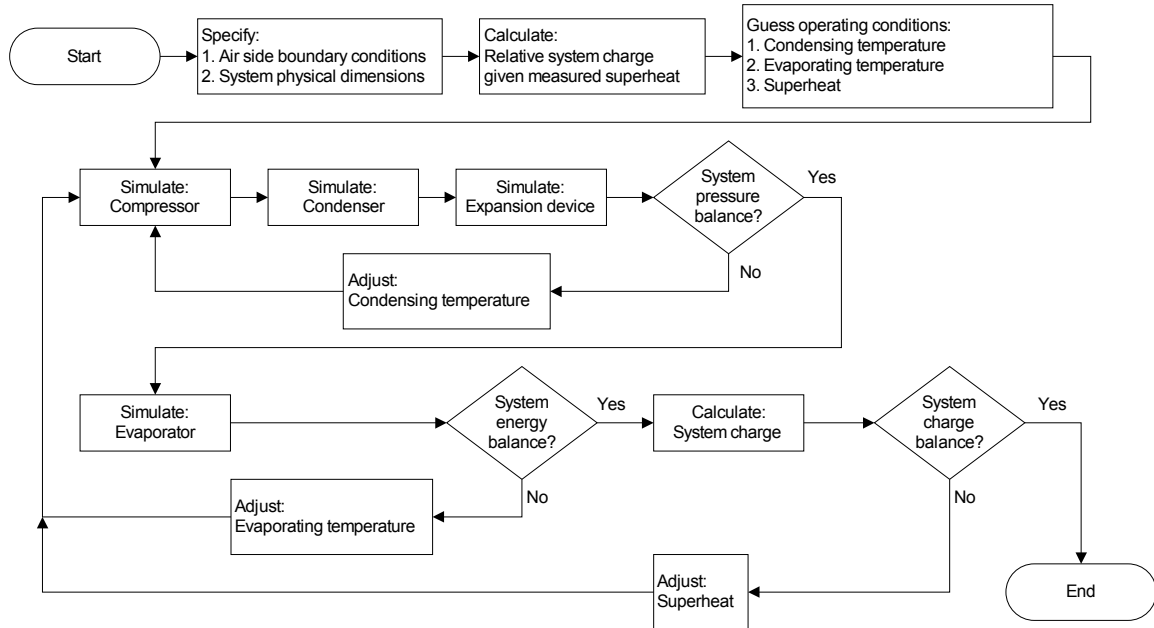 Start
Specify:
1. Air side boundary conditions
2. System physical dimensions
Calculate:
Relative system charge
given measured superheat
Guess operating conditions:
1. Condensing temperature
2. Evaporating temperature
3. Superheat
Simulate:
Compressor
Simulate:
Condenser
Simulate:
Expansion device
System
pressure
balance?
Yes
No
Adjust:
Condensing temperature
Simulate:
Evaporator
System
energy
balance?
Yes
No
Calculate:
System charge
System
charge
balance?
Yes
No
Adjust:
Evaporating temperature
Adjust:
Superheat
End